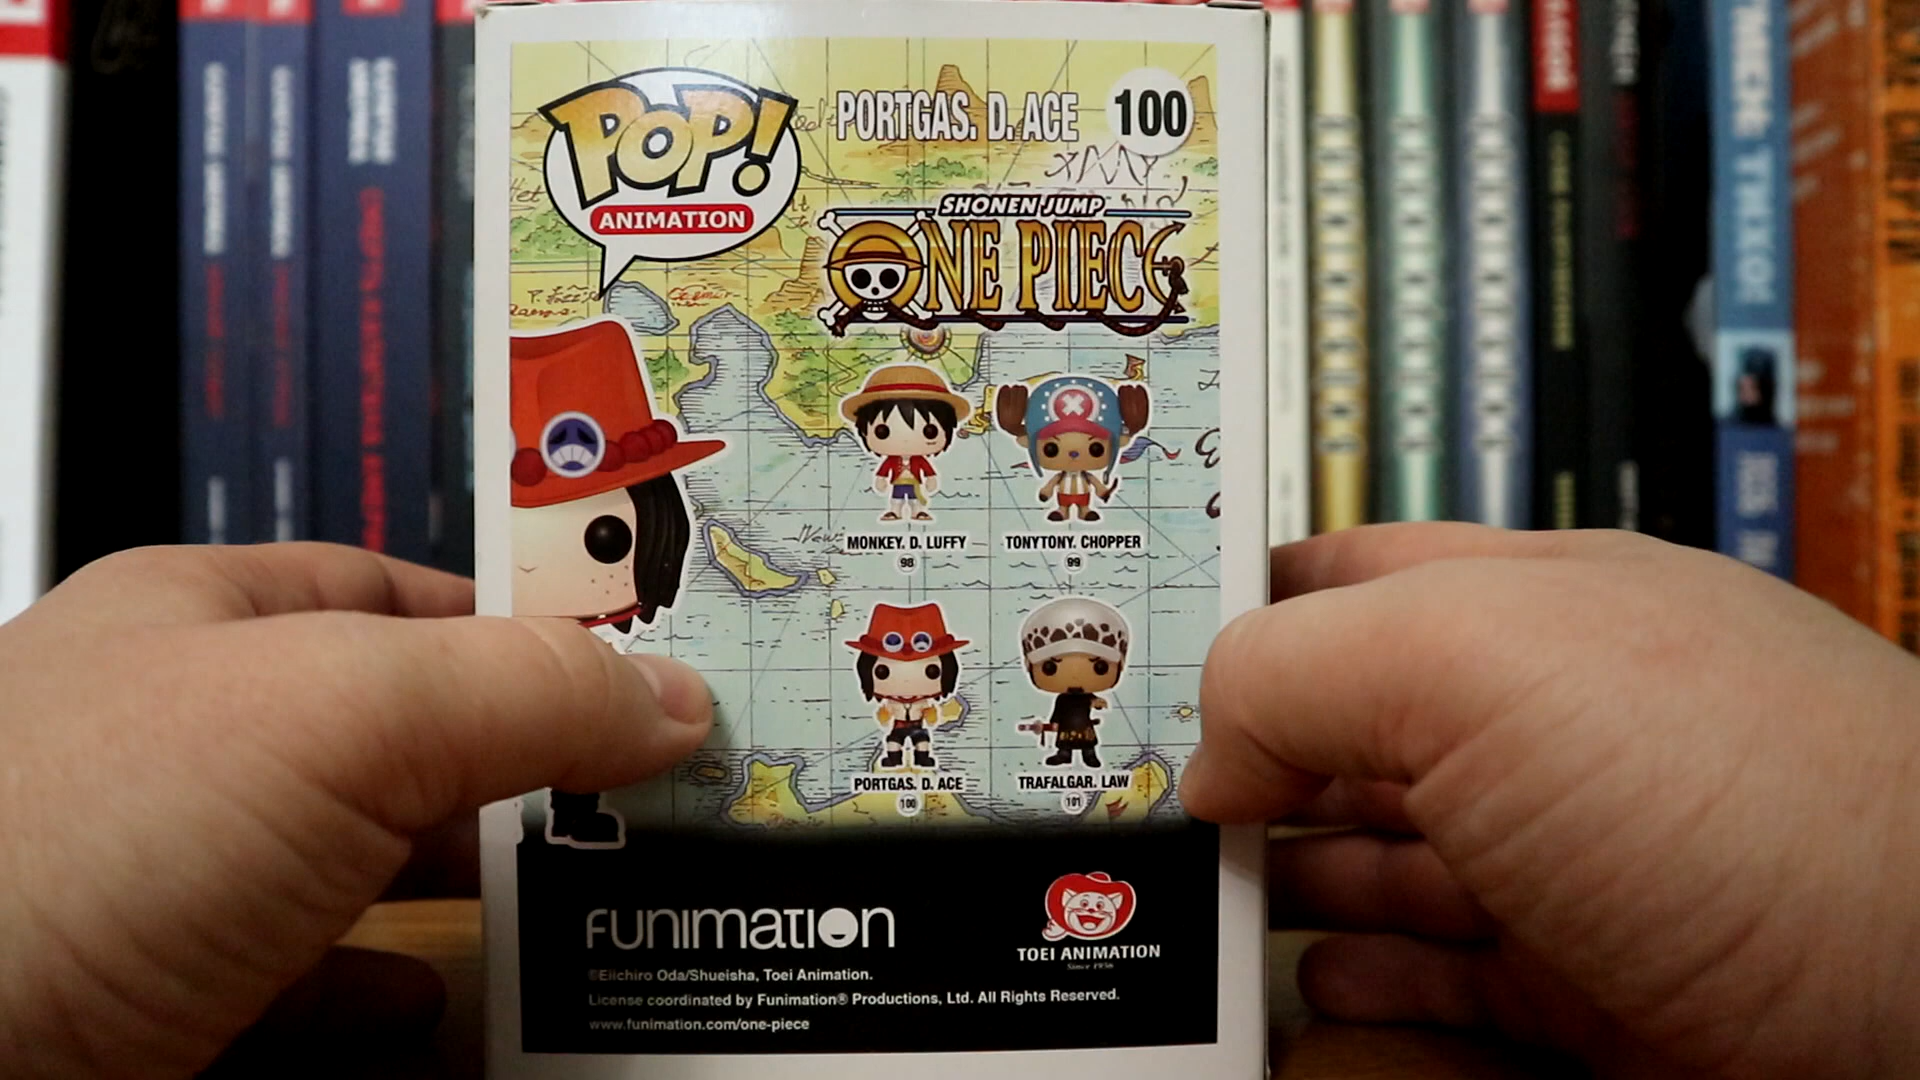 POP!
ANIMATION
PORTGAS. D. ACE
100
SHONEN JUMP
ONE PIECE
MONKEY. D. LUFFY
98
TONYTONY. CHOPPER
99
PORTGAS. D. ACE
100
TRAFALGAR. LAW
101
FUNIMATION
TOEI ANIMATION
Since 1956
©Eiichiro Oda/Shueisha, Toei Animation.
License coordinated by Funimation® Productions, Ltd. All Rights Reserved.
www.funimation.com/one-piece